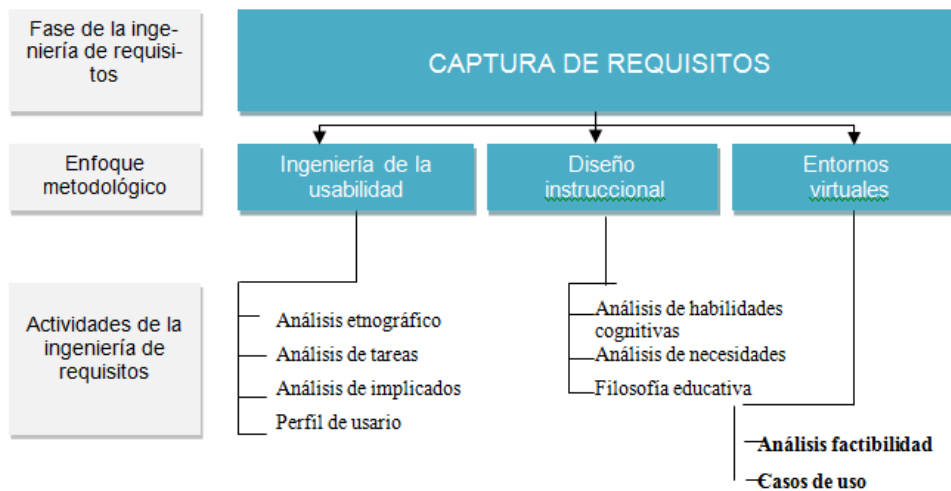 Fase de la inge-
niería de requisi-
tos
CAPTURA DE REQUISITOS
Enfoque
metodológico
Ingeniería de la
usabilidad
Diseño
instruccional
Entornos
virtuales
Actividades de la
ingeniería de
requisitos
Análisis etnográfico
Análisis de tareas
Análisis de implicados
Perfil de usario
Análisis de habilidades
cognitivas
Análisis de necesidades
Filosofía educativa
Análisis factibilidad
Casos de uso